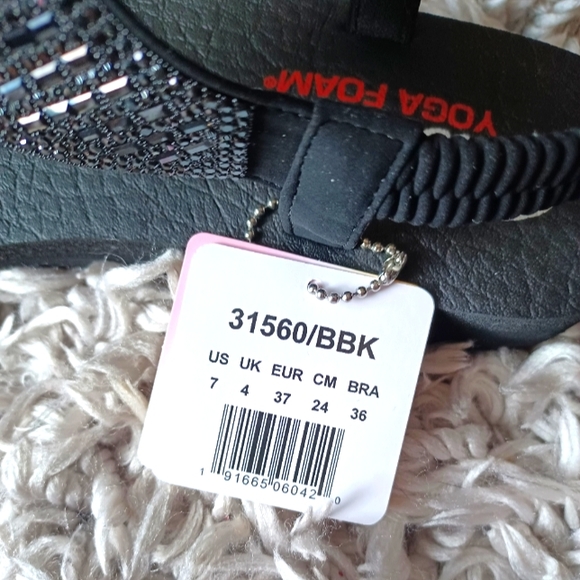 YOGA FOAM®
31560/BBK
US UK EUR CM BRA
7 4 37 24 36
1 91665 06042 0